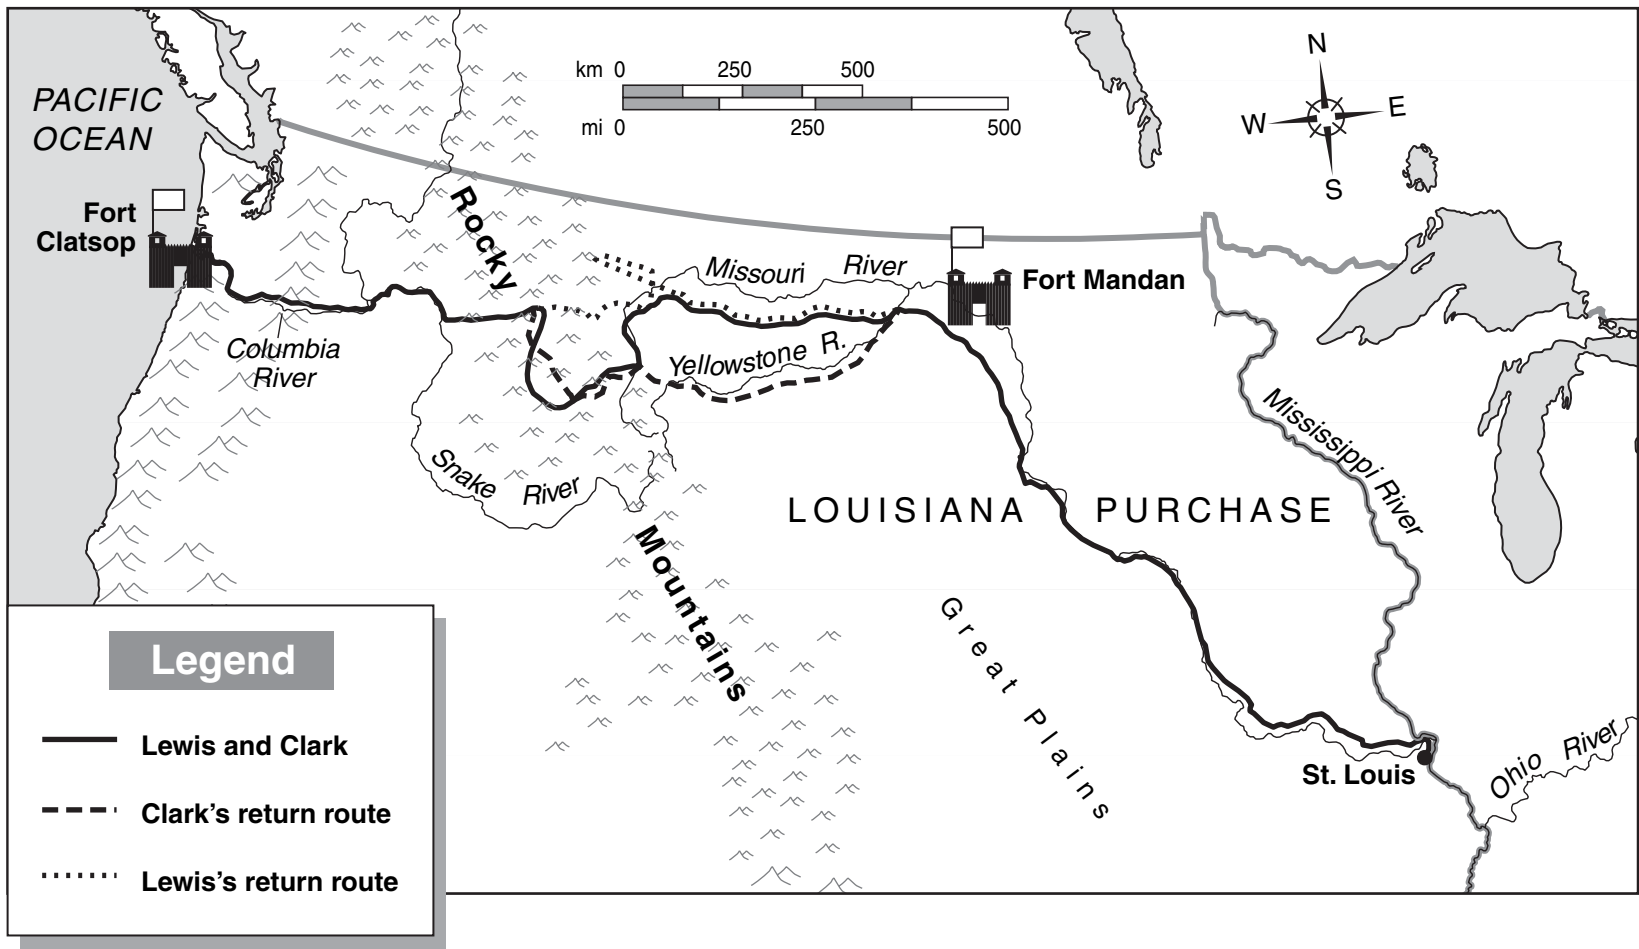 N
W E
S
km 0 250 500
mi 0 250 500
PACIFIC
OCEAN
Fort
Clatsop
Rocky
Missouri River
Fort Mandan
Columbia
River
Yellowstone R.
Mississippi River
Snake River
LOUISIANA PURCHASE
Mountains
Great Plains
St. Louis
Ohio River
Legend
Lewis and Clark
Clark’s return route
Lewis’s return route